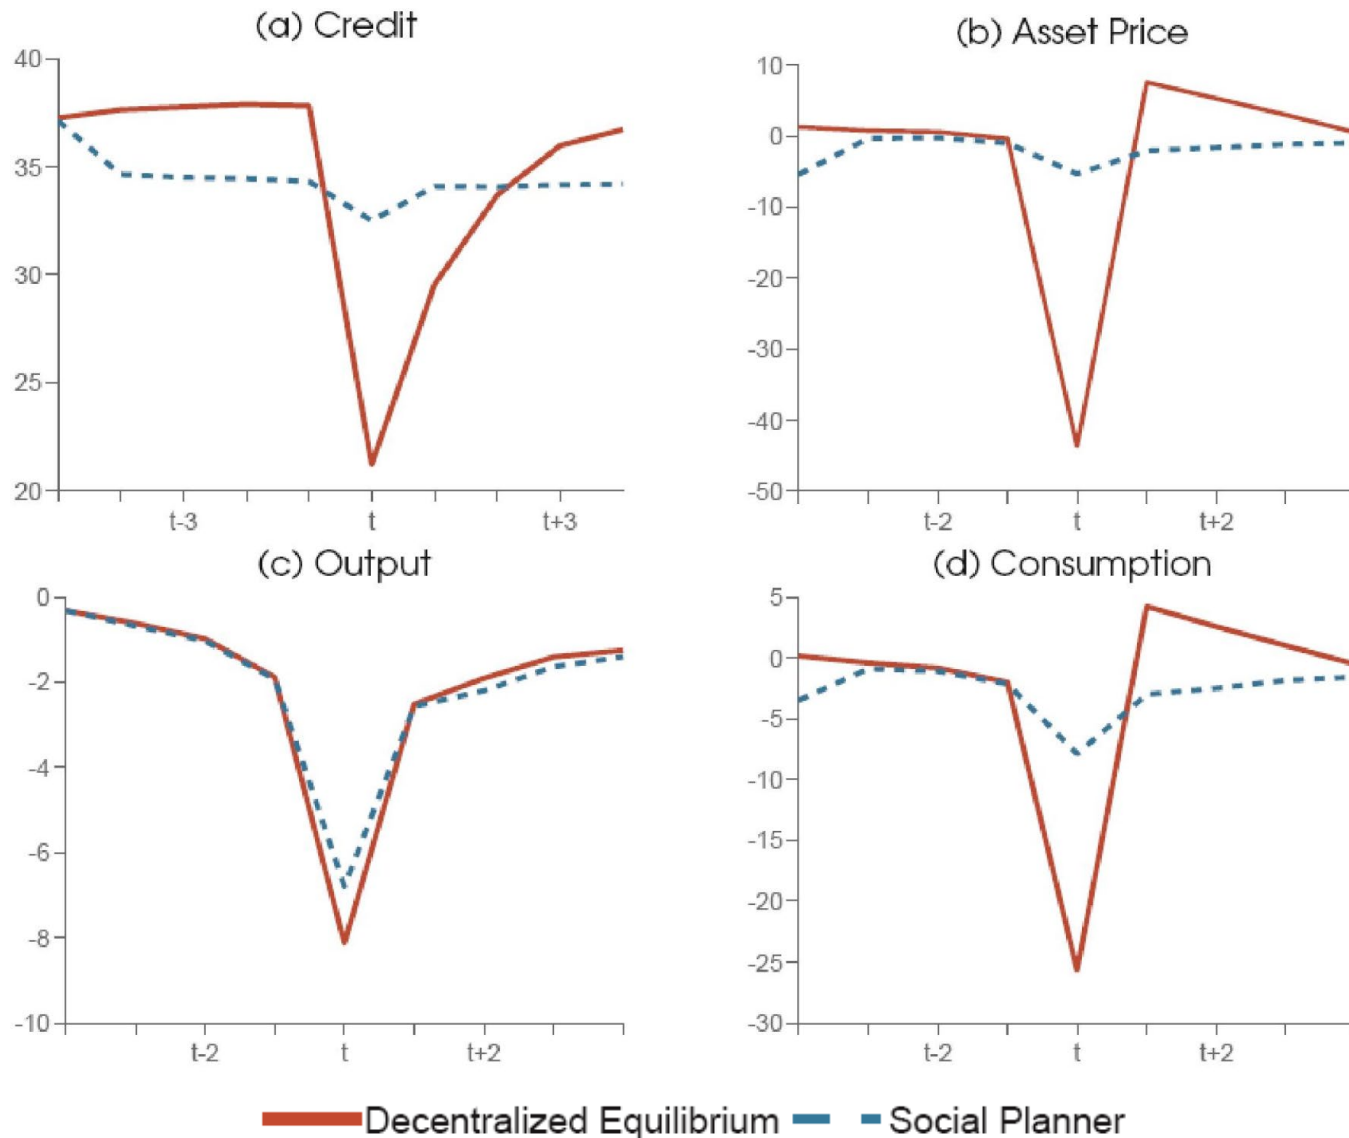 (a) Credit
40
35
30
25
20
t-3 t t+3
(b) Asset Price
10
0
-10
-20
-30
-40
-50
t-2 t t+2
(c) Output
0
-2
-4
-6
-8
-10
t-2 t t+2
(d) Consumption
5
0
-5
-10
-15
-20
-25
-30
t-2 t t+2
Decentralized Equilibrium Social Planner